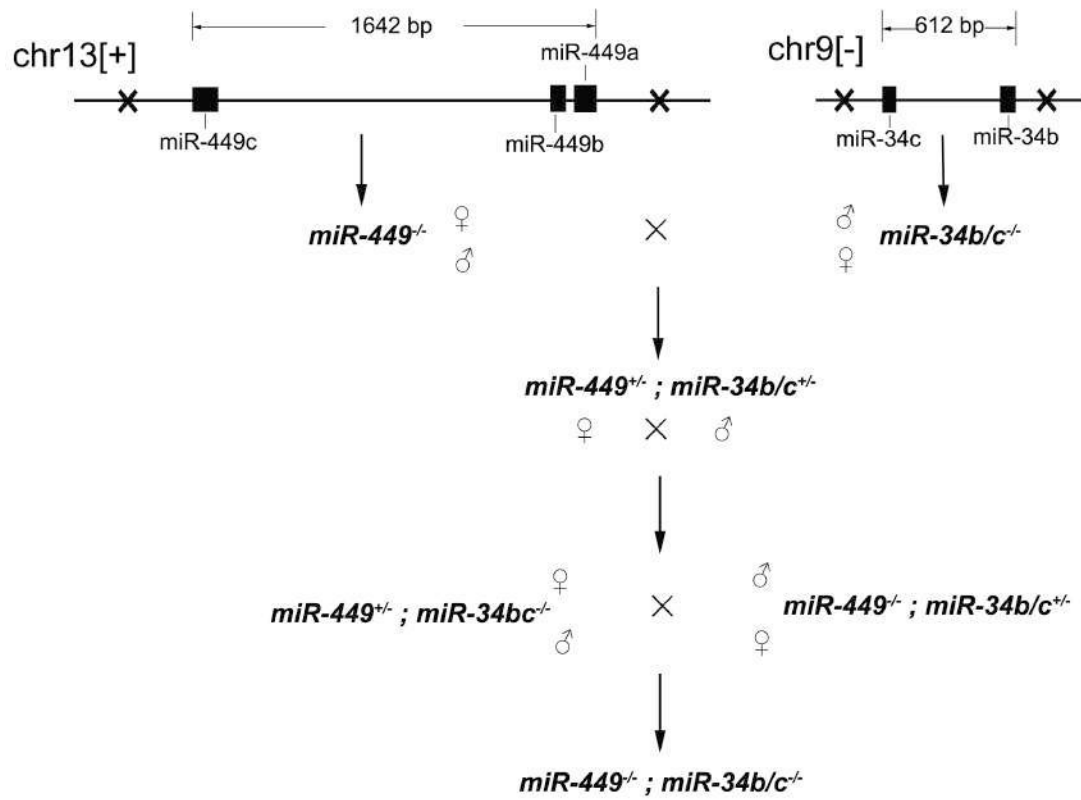 1642 bp
612 bp
miR-449a
chr13[+]
chr9[-]
miR-449c
miR-449b
miR-34c
miR-34b
miR-449-/- ♀ × ♂ miR-34b/c-/-
♂ ♀
miR-449+/- ; miR-34b/c+/-
♀ × ♂
♀ ♂
miR-449+/- ; miR-34bc-/- × miR-449-/- ; miR-34b/c+/-
♂ ♀
miR-449-/- ; miR-34b/c-/-